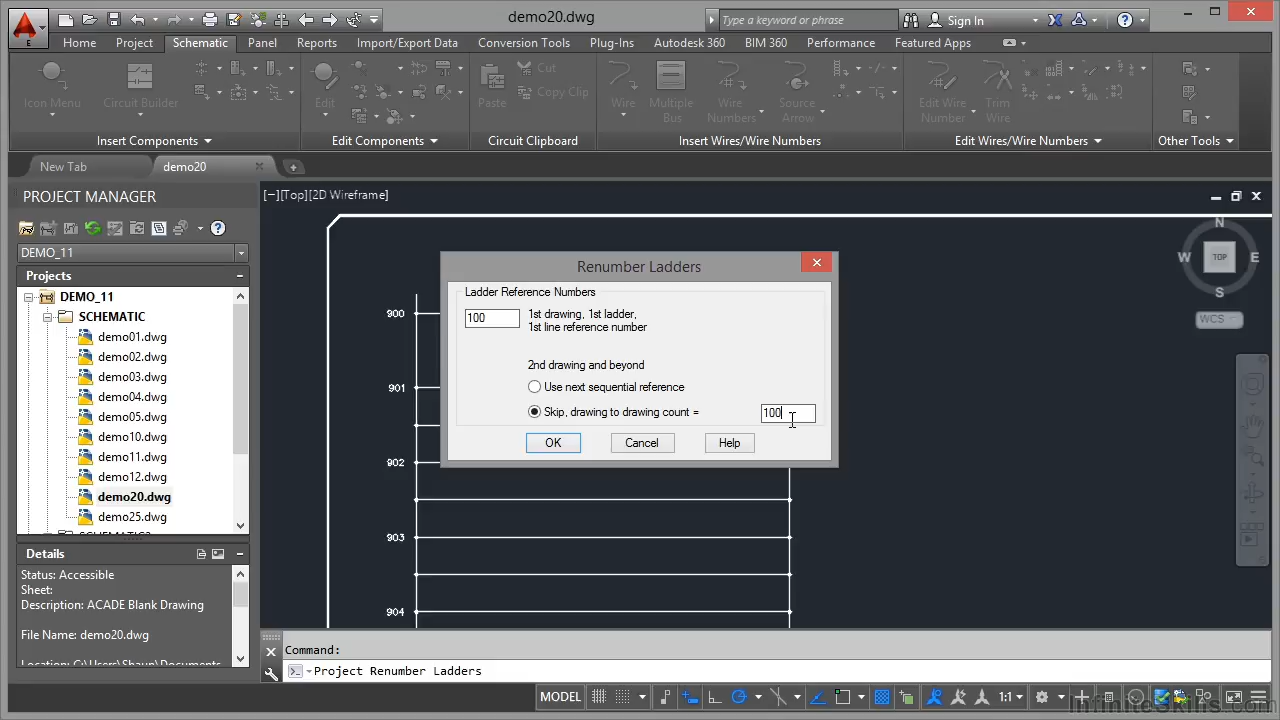 demo20.dwg
Type a keyword or phrase
Sign In
E
Home
Project
Schematic
Panel
Reports
Import/Export Data
Conversion Tools
Plug-Ins
Autodesk 360
BIM 360
Performance
Featured Apps
Icon Menu
Circuit Builder
Edit
Paste
Cut
Copy Clip
Wire
Multiple
Bus
Wire
Numbers
Source
Arrow
Edit Wire
Number
Trim
Wire
Insert Components
Edit Components
Circuit Clipboard
Insert Wires/Wire Numbers
Edit Wires/Wire Numbers
Other Tools
New Tab
demo20
PROJECT MANAGER
DEMO_11
Projects
DEMO_11
SCHEMATIC
demo01.dwg
demo02.dwg
demo03.dwg
demo04.dwg
demo05.dwg
demo10.dwg
demo11.dwg
demo12.dwg
demo20.dwg
demo25.dwg
Details
Status: Accessible
Sheet:
Description: ACADE Blank Drawing
File Name: demo20.dwg
Location: C:\Users\Shaun\Documents
[−][Top][2D Wireframe]
N
W
TOP
E
S
WCS
900
901
902
903
904
Renumber Ladders
Ladder Reference Numbers
100
1st drawing, 1st ladder,
1st line reference number
2nd drawing and beyond
Use next sequential reference
Skip, drawing to drawing count =
100
OK
Cancel
Help
Command:
Project Renumber Ladders
MODEL
1:1
InfiniteSkills.com